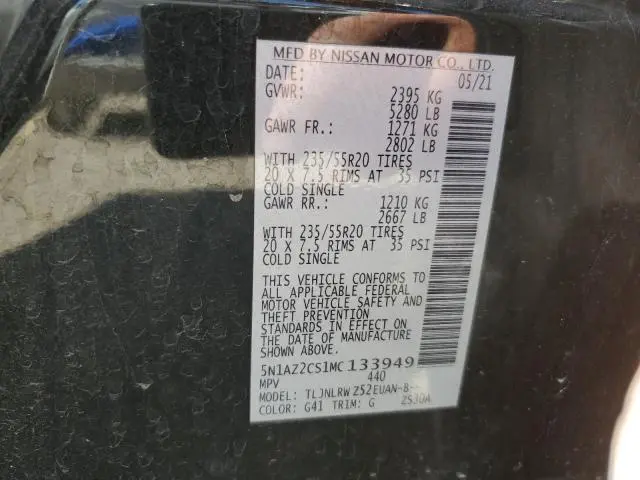 MFD BY NISSAN MOTOR CO., LTD.
DATE: 05/21
GVWR: 2395 KG
5280 LB
GAWR FR.: 1271 KG
2802 LB
WITH 235/55R20 TIRES
20 X 7.5 RIMS AT 35 PSI
COLD SINGLE
GAWR RR.: 1210 KG
2667 LB
WITH 235/55R20 TIRES
20 X 7.5 RIMS AT 35 PSI
COLD SINGLE
THIS VEHICLE CONFORMS TO
ALL APPLICABLE FEDERAL
MOTOR VEHICLE SAFETY AND
THEFT PREVENTION
STANDARDS IN EFFECT ON
THE DATE OF MANUFACTURE
SHOWN ABOVE.
5N1AZ2CS1MC133949
MPV 440
MODEL: TLJNLRW Z52EUAN-8--
COLOR: G41 TRIM: G 2S30A